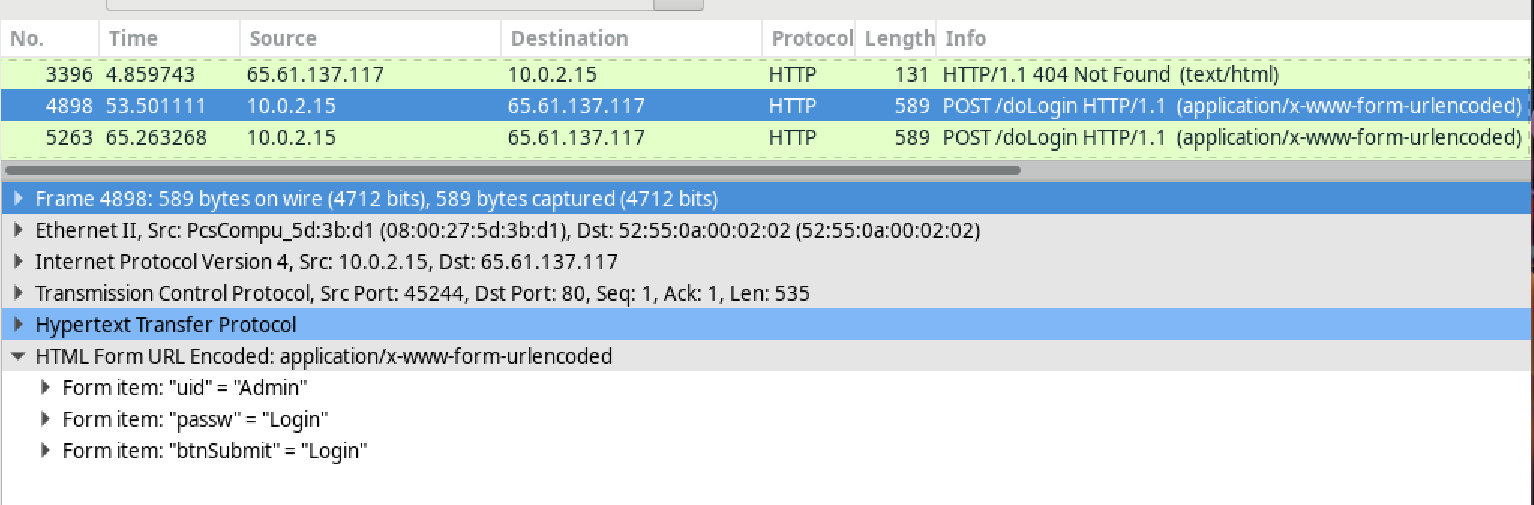 No. Time Source Destination Protocol Length Info
3396 4.859743 65.61.137.117 10.0.2.15 HTTP 131 HTTP/1.1 404 Not Found (text/html)
4898 53.501111 10.0.2.15 65.61.137.117 HTTP 589 POST /doLogin HTTP/1.1 (application/x-www-form-urlencoded)
5263 65.263268 10.0.2.15 65.61.137.117 HTTP 589 POST /doLogin HTTP/1.1 (application/x-www-form-urlencoded)
Frame 4898: 589 bytes on wire (4712 bits), 589 bytes captured (4712 bits)
Ethernet II, Src: PcsCompu_5d:3b:d1 (08:00:27:5d:3b:d1), Dst: 52:55:0a:00:02:02 (52:55:0a:00:02:02)
Internet Protocol Version 4, Src: 10.0.2.15, Dst: 65.61.137.117
Transmission Control Protocol, Src Port: 45244, Dst Port: 80, Seq: 1, Ack: 1, Len: 535
Hypertext Transfer Protocol
HTML Form URL Encoded: application/x-www-form-urlencoded
Form item: "uid" = "Admin"
Form item: "passw" = "Login"
Form item: "btnSubmit" = "Login"